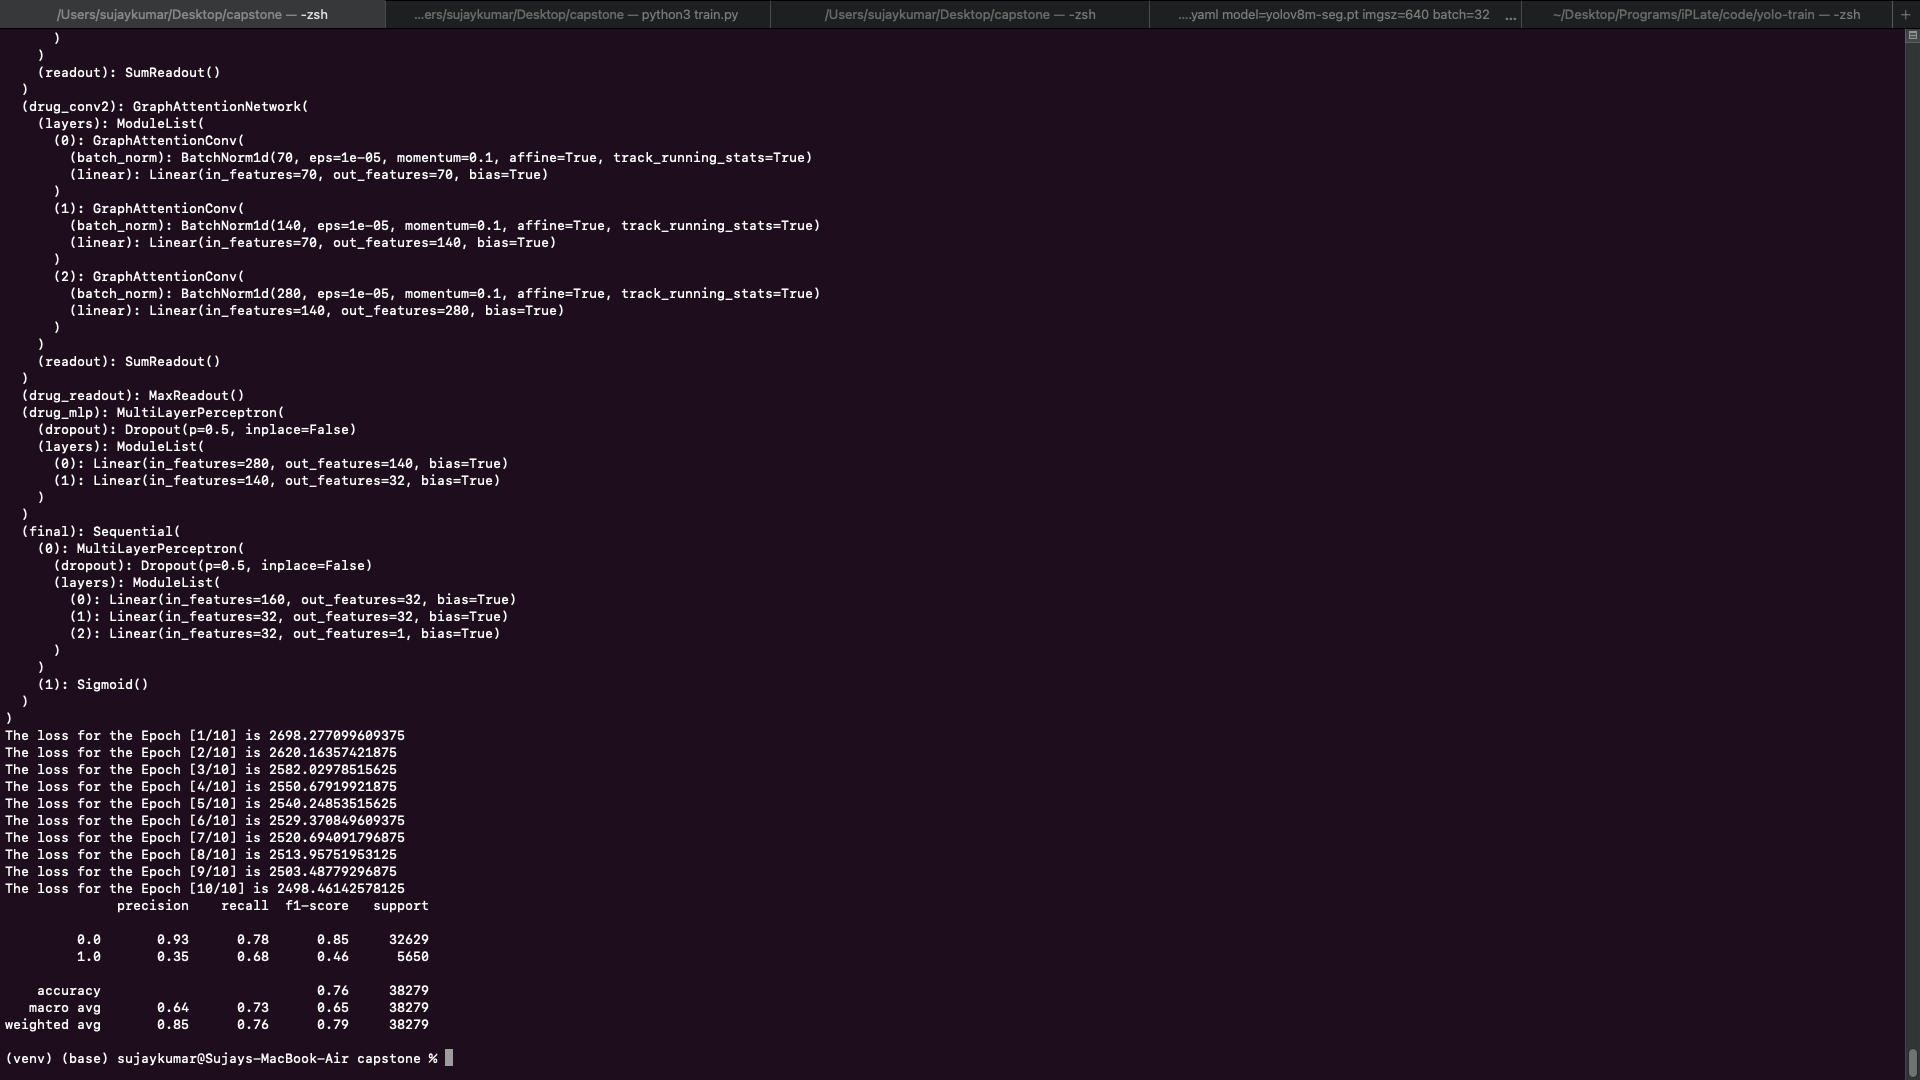 /Users/sujaykumar/Desktop/capstone — -zsh
...ers/sujaykumar/Desktop/capstone — python3 train.py
/Users/sujaykumar/Desktop/capstone — -zsh
....yaml model=yolov8m-seg.pt imgsz=640 batch=32 ...
~/Desktop/Programs/iPLate/code/yolo-train — -zsh
+
)
)
(readout): SumReadout()
)
(drug_conv2): GraphAttentionNetwork(
(layers): ModuleList(
(0): GraphAttentionConv(
(batch_norm): BatchNorm1d(70, eps=1e-05, momentum=0.1, affine=True, track_running_stats=True)
(linear): Linear(in_features=70, out_features=70, bias=True)
)
(1): GraphAttentionConv(
(batch_norm): BatchNorm1d(140, eps=1e-05, momentum=0.1, affine=True, track_running_stats=True)
(linear): Linear(in_features=70, out_features=140, bias=True)
)
(2): GraphAttentionConv(
(batch_norm): BatchNorm1d(280, eps=1e-05, momentum=0.1, affine=True, track_running_stats=True)
(linear): Linear(in_features=140, out_features=280, bias=True)
)
)
(readout): SumReadout()
)
(drug_readout): MaxReadout()
(drug_mlp): MultiLayerPerceptron(
(dropout): Dropout(p=0.5, inplace=False)
(layers): ModuleList(
(0): Linear(in_features=280, out_features=140, bias=True)
(1): Linear(in_features=140, out_features=32, bias=True)
)
)
(final): Sequential(
(0): MultiLayerPerceptron(
(dropout): Dropout(p=0.5, inplace=False)
(layers): ModuleList(
(0): Linear(in_features=160, out_features=32, bias=True)
(1): Linear(in_features=32, out_features=32, bias=True)
(2): Linear(in_features=32, out_features=1, bias=True)
)
)
(1): Sigmoid()
)
)
The loss for the Epoch [1/10] is 2698.277099609375
The loss for the Epoch [2/10] is 2620.16357421875
The loss for the Epoch [3/10] is 2582.02978515625
The loss for the Epoch [4/10] is 2550.67919921875
The loss for the Epoch [5/10] is 2540.24853515625
The loss for the Epoch [6/10] is 2529.370849609375
The loss for the Epoch [7/10] is 2520.694091796875
The loss for the Epoch [8/10] is 2513.95751953125
The loss for the Epoch [9/10] is 2503.48779296875
The loss for the Epoch [10/10] is 2498.46142578125
precision recall f1-score support
0.0 0.93 0.78 0.85 32629
1.0 0.35 0.68 0.46 5650
accuracy 0.76 38279
macro avg 0.64 0.73 0.65 38279
weighted avg 0.85 0.76 0.79 38279
(venv) (base) sujaykumar@Sujays-MacBook-Air capstone %